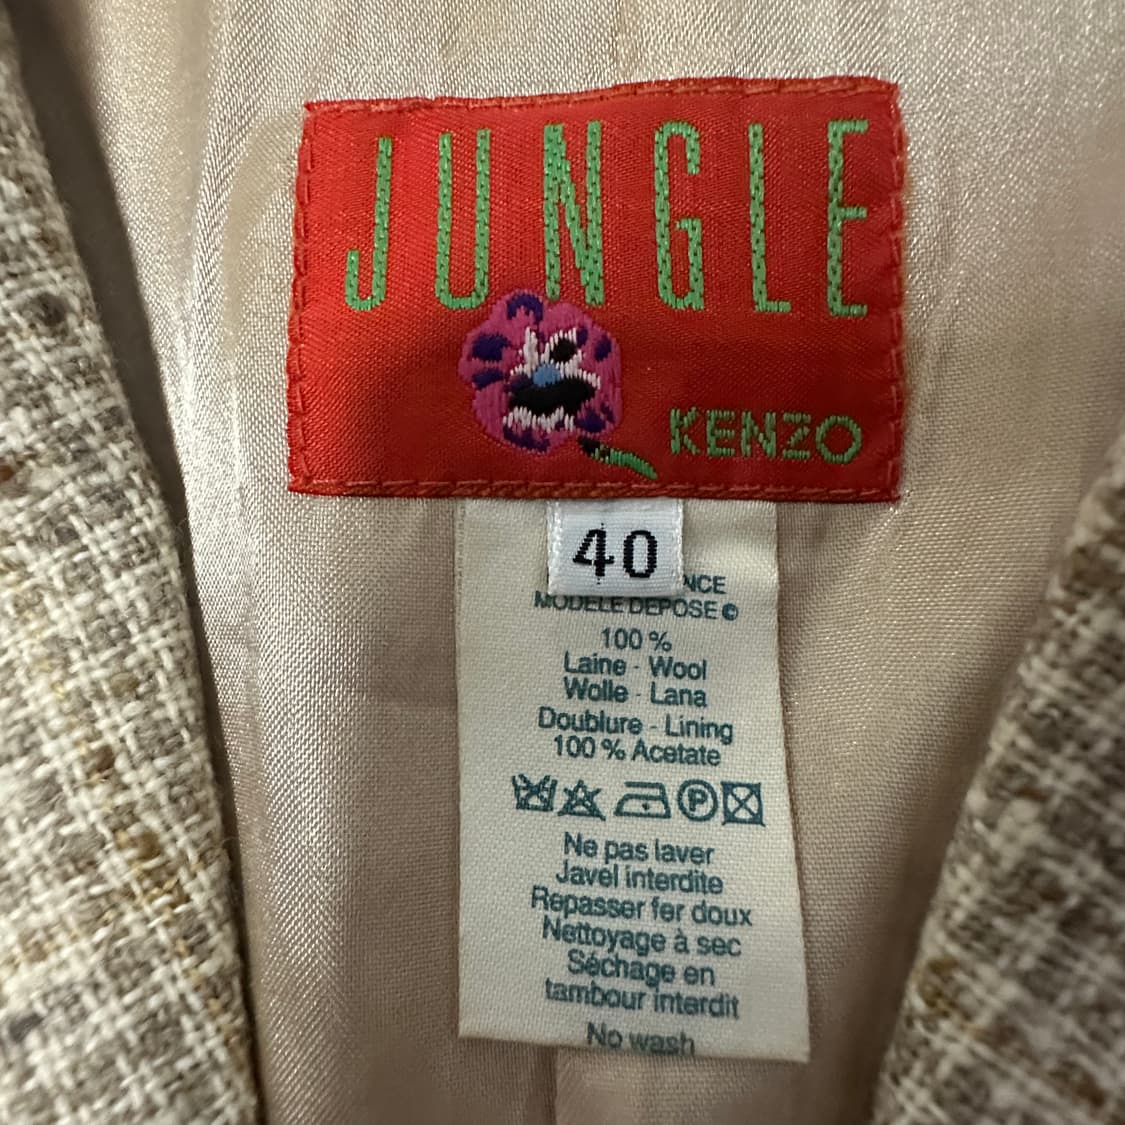 JUNGLE
KENZO
40
MODELE DEPOSE ©
100 %
Laine - Wool
Wolle - Lana
Doublure - Lining
100 % Acetate
P
Ne pas laver
Javel interdite
Repasser fer doux
Nettoyage à sec
Séchage en
tambour interdit
No wash